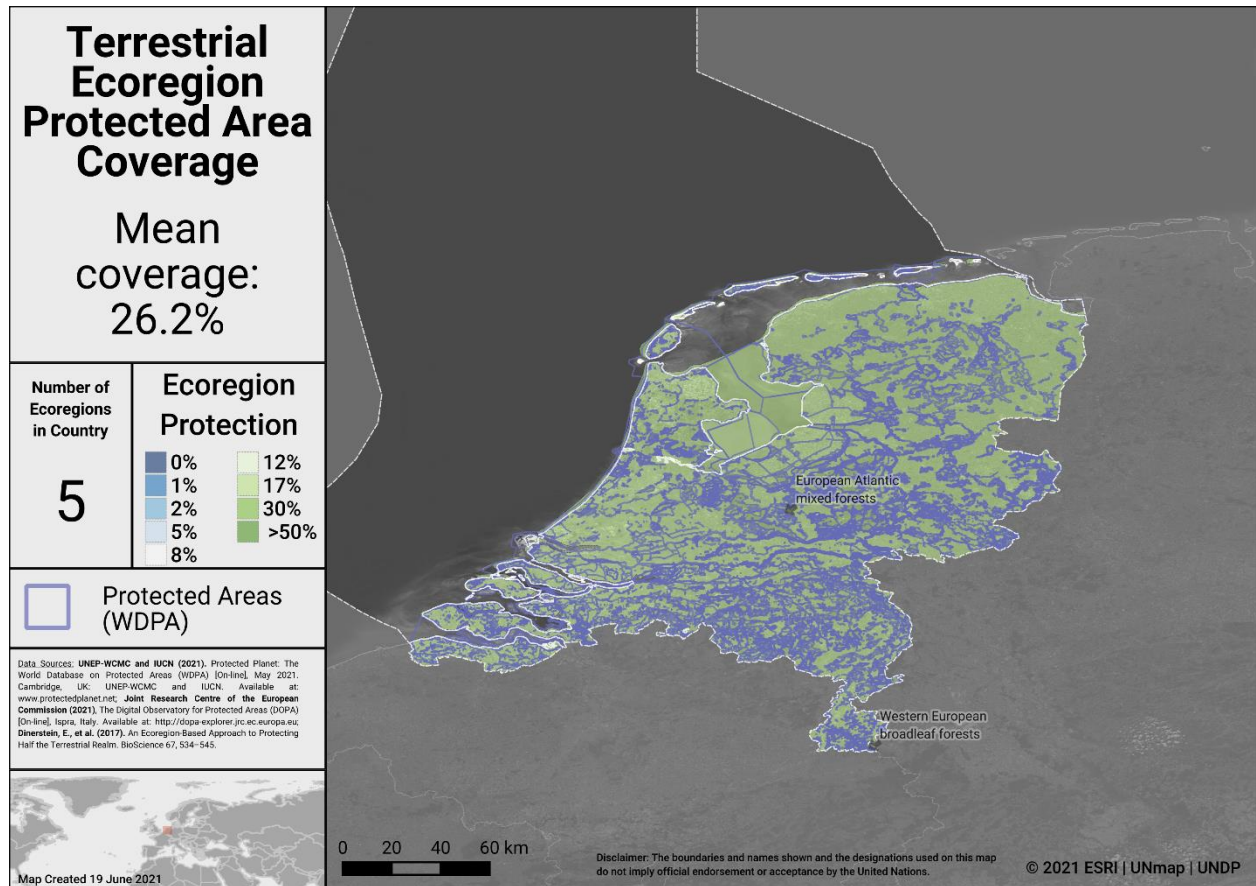 Terrestrial
Ecoregion
Protected Area
Coverage
Mean
coverage:
26.2%
Number of
Ecoregions
in Country
5
Ecoregion
Protection
0%
1%
2%
5%
8%
12%
17%
30%
>50%
Protected Areas
(WDPA)
Data Sources: UNEP-WCMC and IUCN (2021). Protected Planet: The
World Database on Protected Areas (WDPA) [On-line], May 2021.
Cambridge, UK: UNEP-WCMC and IUCN. Available at:
www.protectedplanet.net; Joint Research Centre of the European
Commission (2021), The Digital Observatory for Protected Areas (DOPA)
[On-line], Ispra, Italy. Available at: http://dopa-explorer.jrc.ec.europa.eu;
Dinerstein, E., et al. (2017). An Ecoregion-Based Approach to Protecting
Half the Terrestrial Realm. BioScience 67, 534–545.
Map Created 19 June 2021
European Atlantic
mixed forests
Western European
broadleaf forests
0 20 40 60 km
Disclaimer: The boundaries and names shown and the designations used on this map
do not imply official endorsement or acceptance by the United Nations.
© 2021 ESRI | UNmap | UNDP